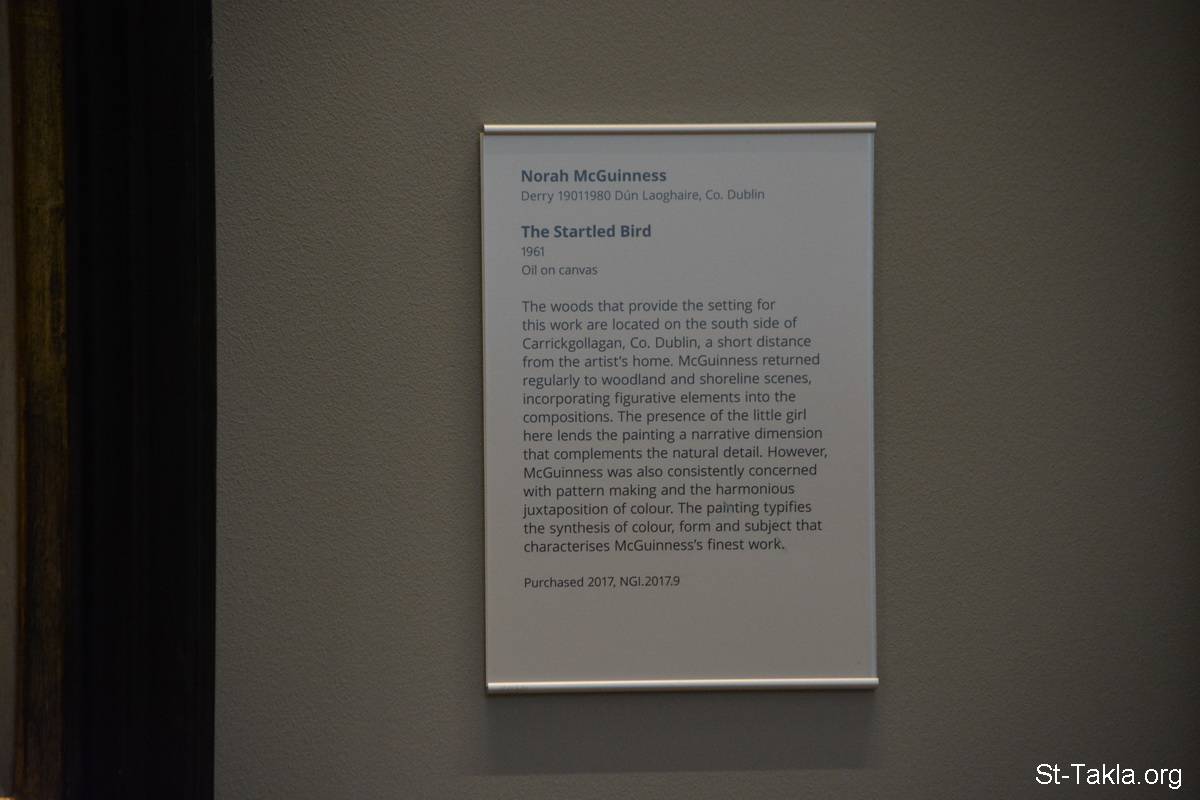 Norah McGuinness
Derry 19011980 Dún Laoghaire, Co. Dublin
The Startled Bird
1961
Oil on canvas
The woods that provide the setting for
this work are located on the south side of
Carrickgollagan, Co. Dublin, a short distance
from the artist's home. McGuinness returned
regularly to woodland and shoreline scenes,
incorporating figurative elements into the
compositions. The presence of the little girl
here lends the painting a narrative dimension
that complements the natural detail. However,
McGuinness was also consistently concerned
with pattern making and the harmonious
juxtaposition of colour. The painting typifies
the synthesis of colour, form and subject that
characterises McGuinness's finest work.
Purchased 2017, NGI.2017.9
St-Takla.org